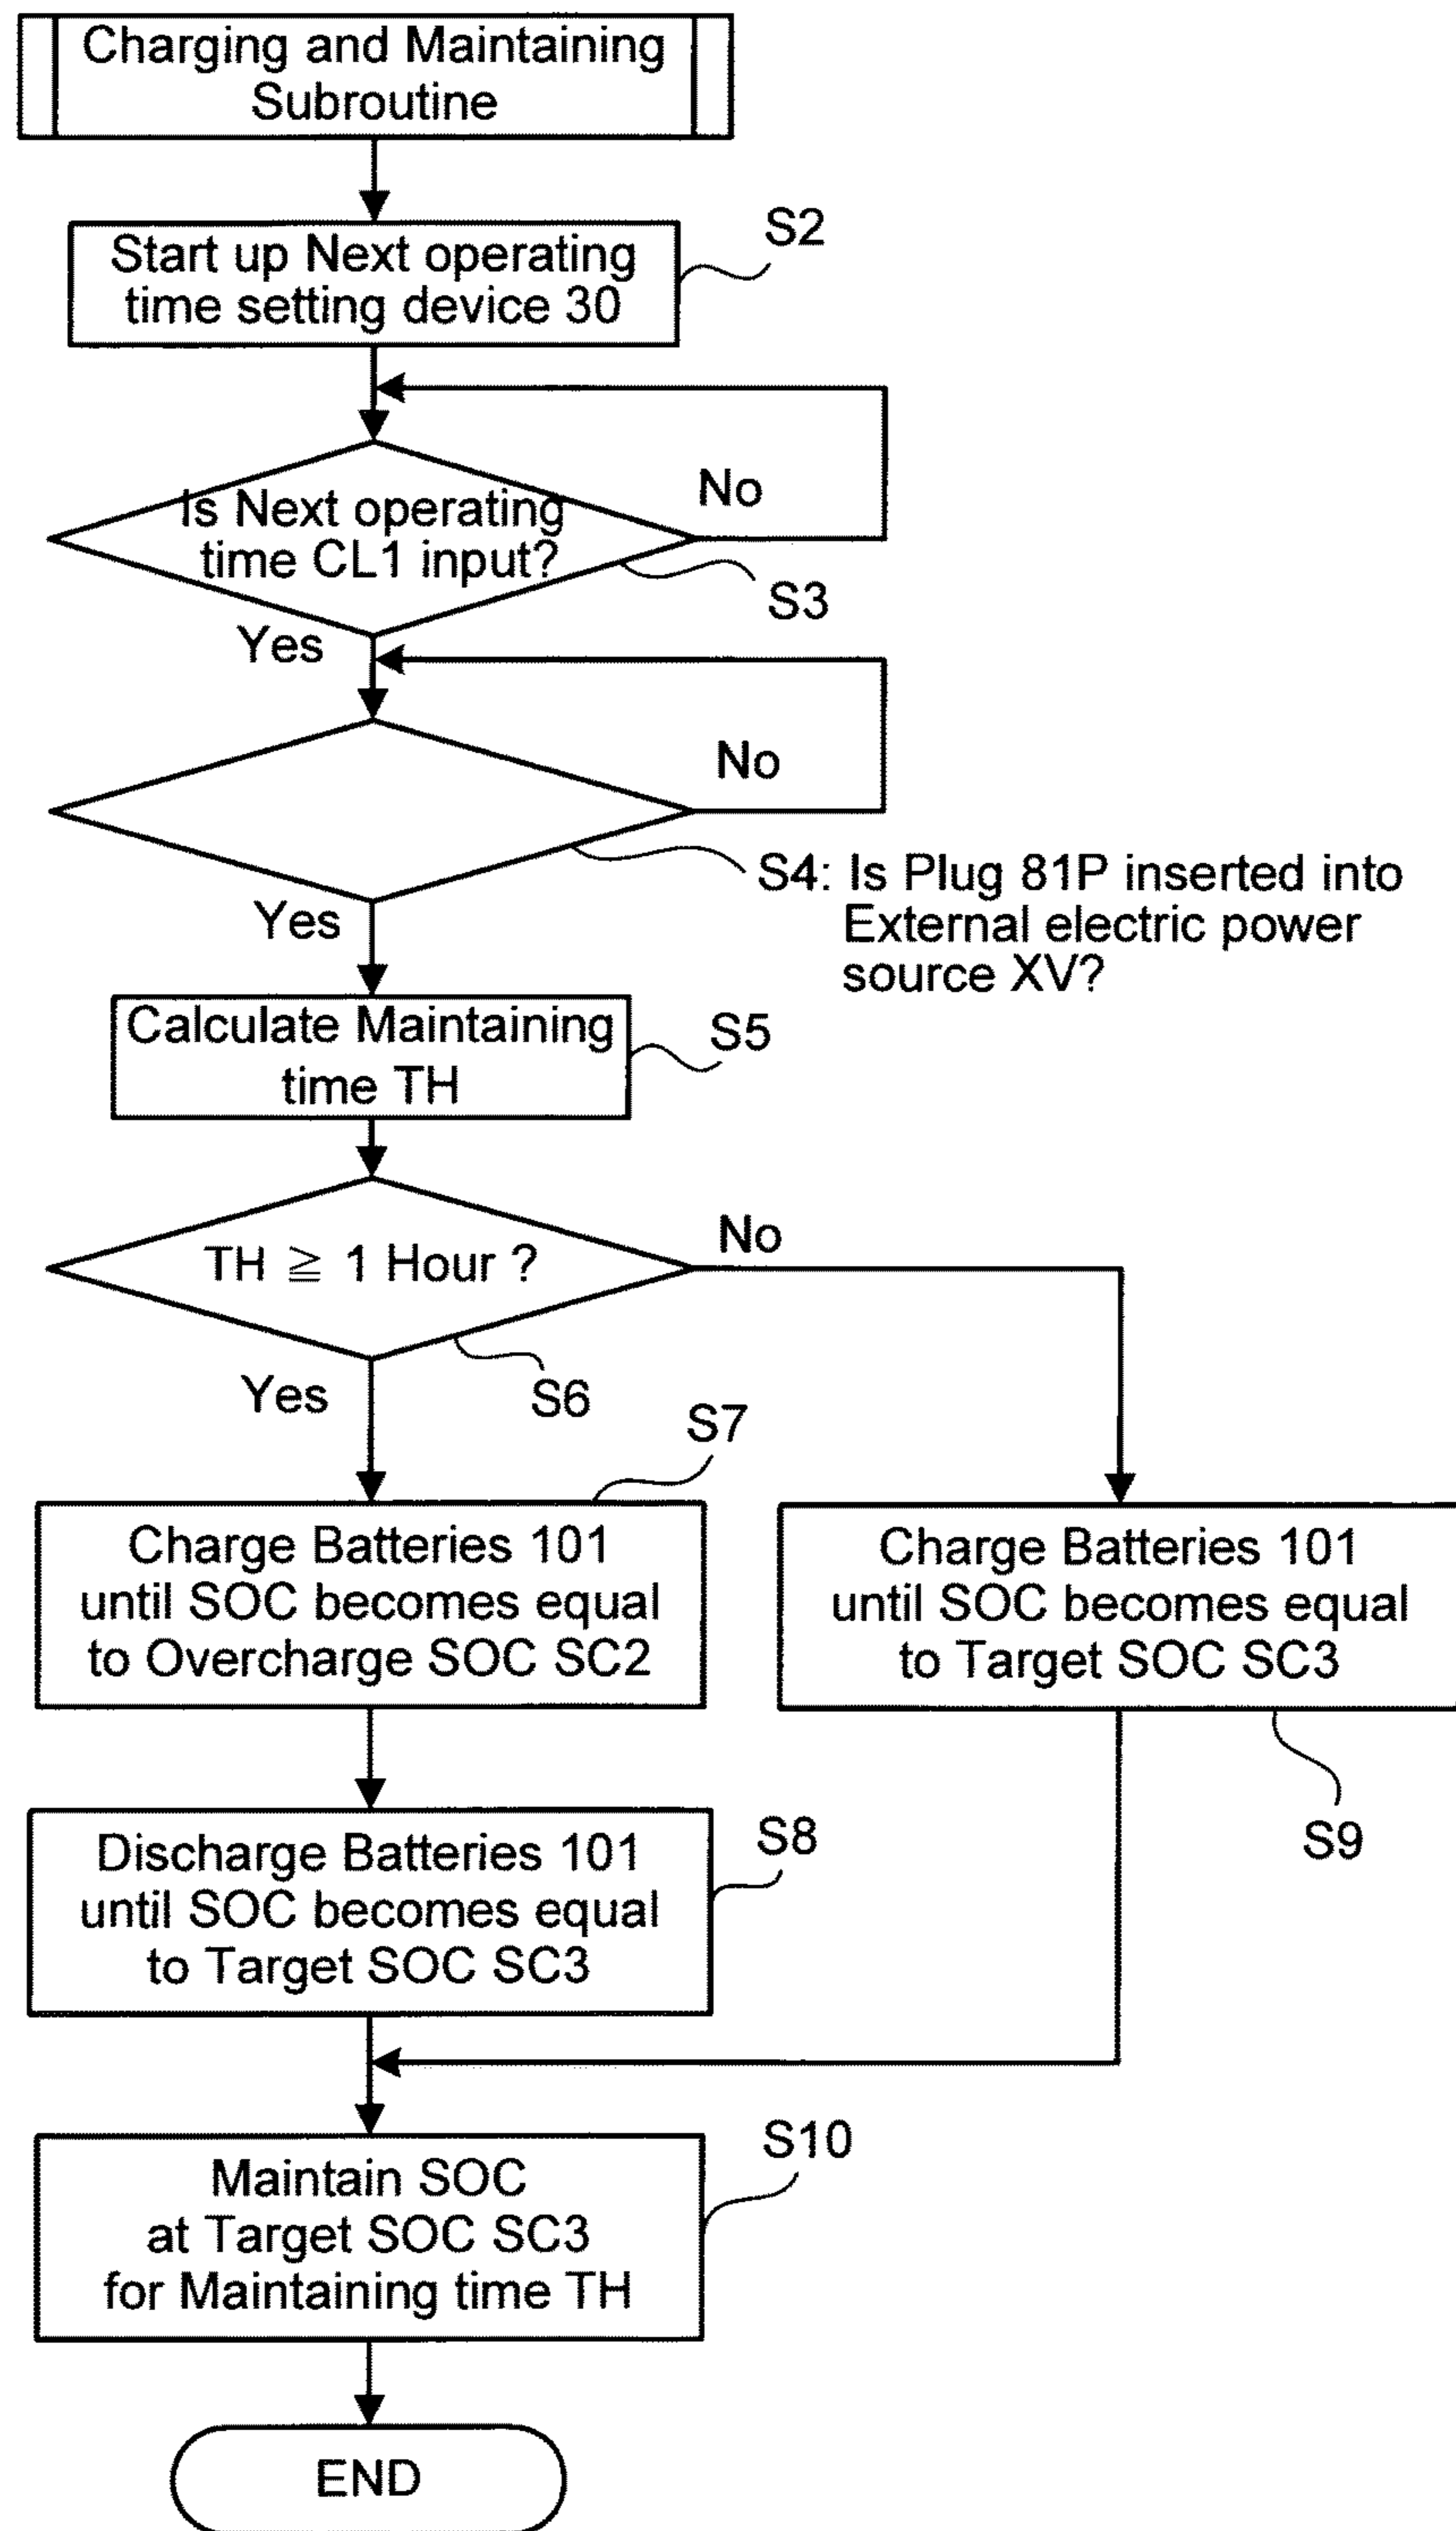 Charging and Maintaining
Subroutine
S2
Start up Next operating
time setting device 30
No
Is Next operating
time CL1 input?
S3
Yes
No
S4: Is Plug 81P inserted into
External electric power
source XV?
Yes
Calculate Maintaining
time TH
S5
No
TH ≧ 1 Hour ?
Yes
S6
S7
Charge Batteries 101
until SOC becomes equal
to Overcharge SOC SC2
Charge Batteries 101
until SOC becomes equal
to Target SOC SC3
S9
S8
Discharge Batteries 101
until SOC becomes equal
to Target SOC SC3
S10
Maintain SOC
at Target SOC SC3
for Maintaining time TH
END